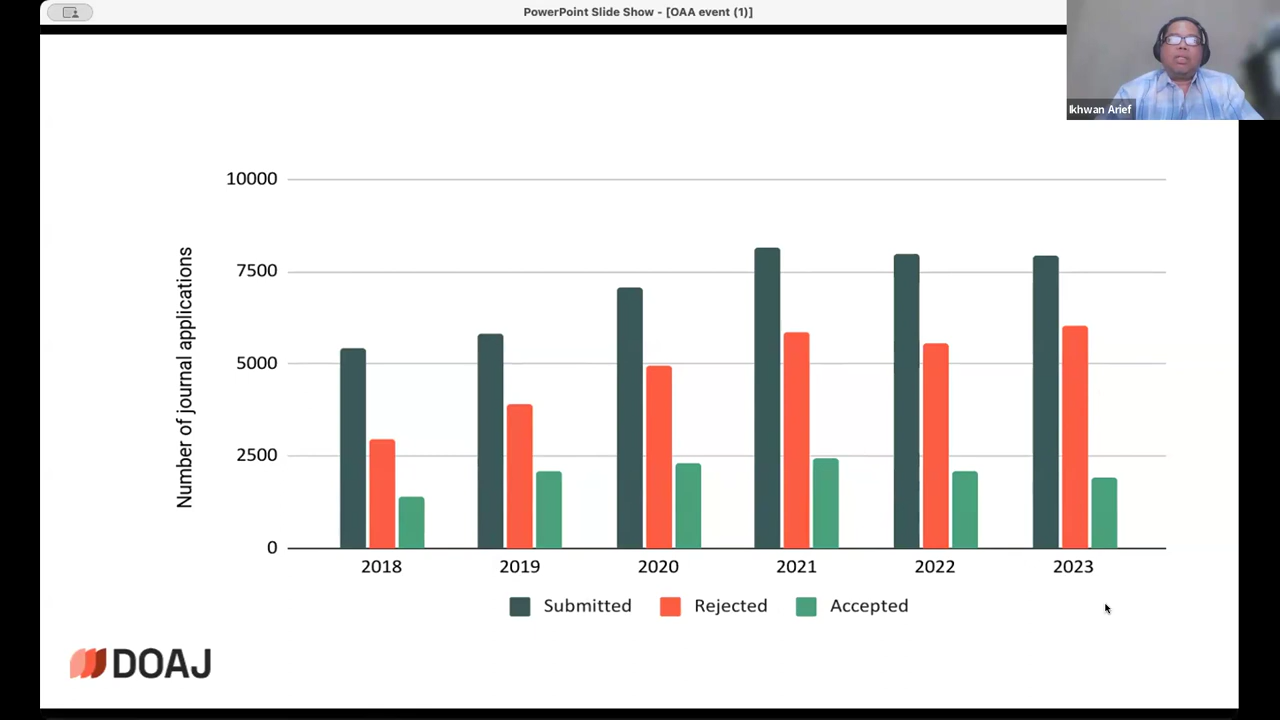 PowerPoint Slide Show - [OAA event (1)]
Ikhwan Arief
Number of journal applications
10000
7500
5000
2500
0
2018 2019 2020 2021 2022 2023
Submitted Rejected Accepted
DOAJ